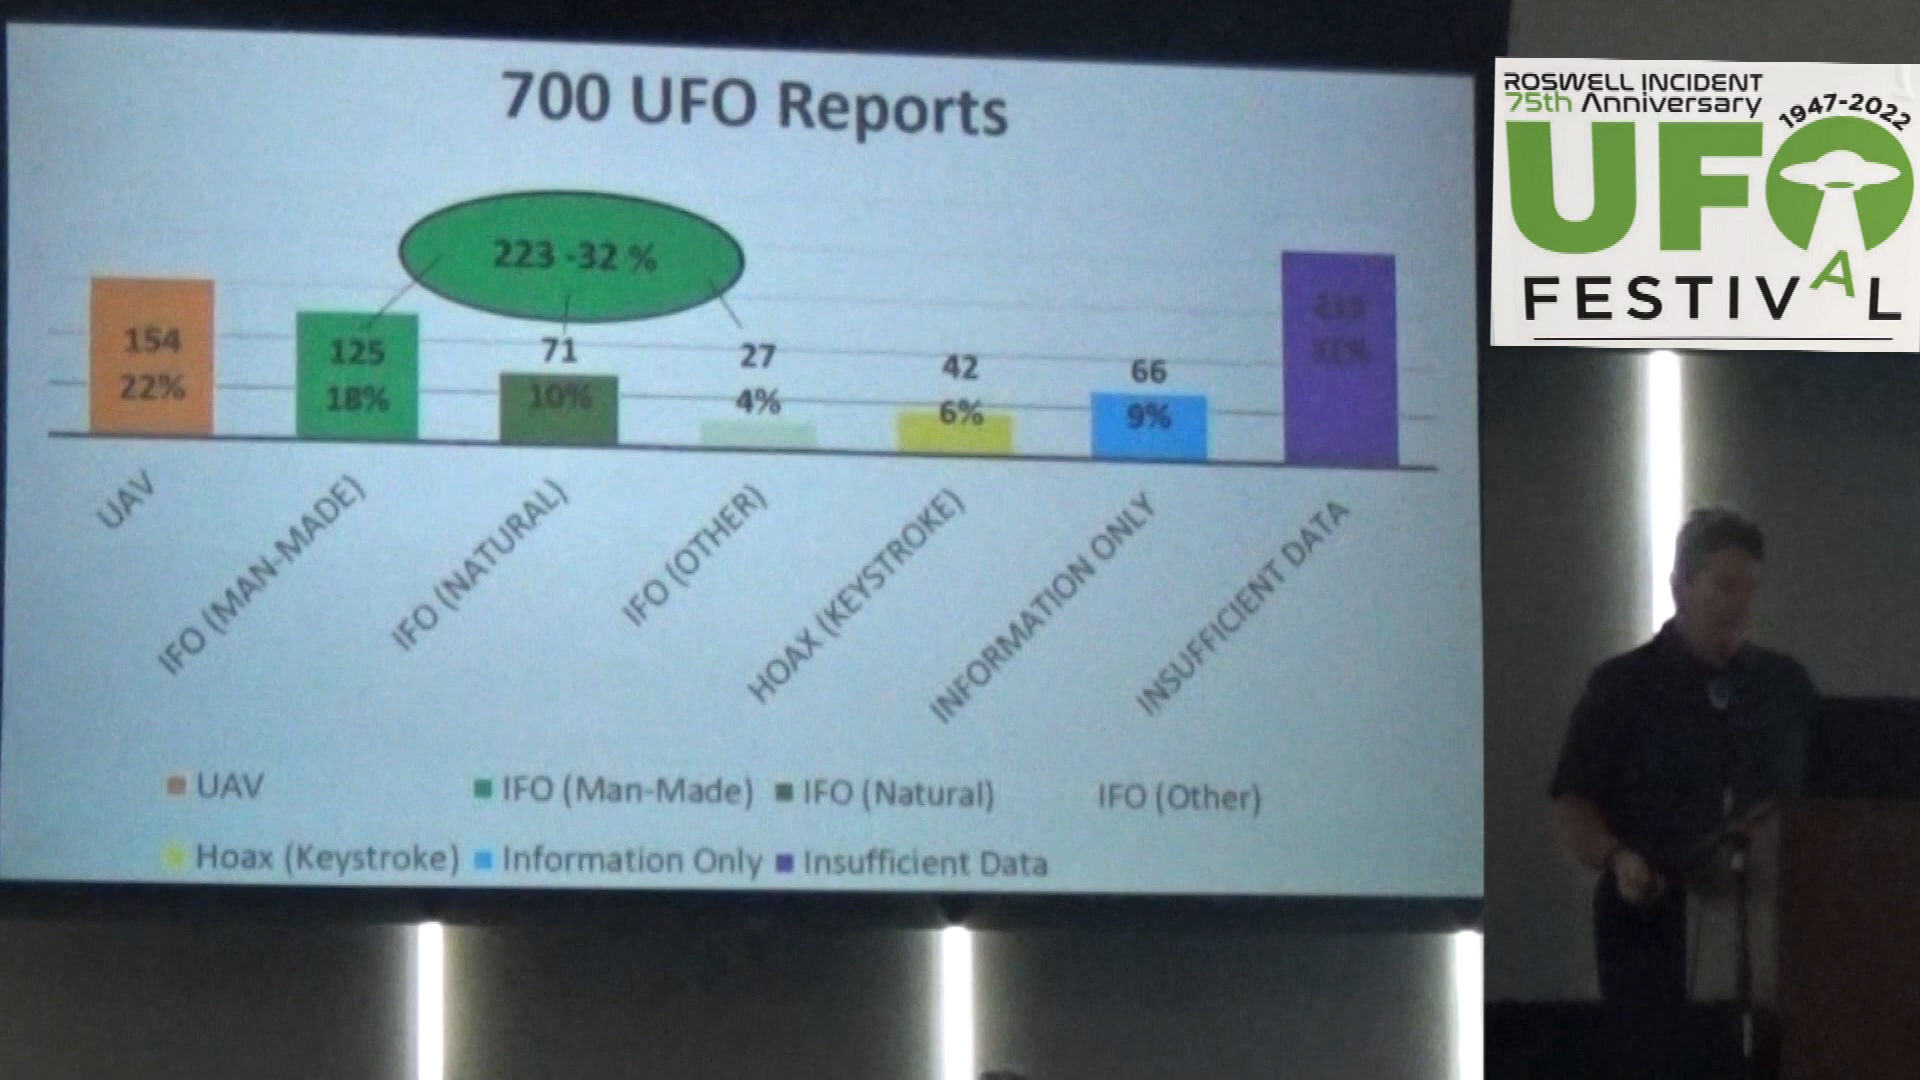 700 UFO Reports
223 -32 %
154
22%
125
18%
71
10%
27
4%
42
6%
66
9%
UAV
IFO (MAN-MADE)
IFO (NATURAL)
IFO (OTHER)
HOAX (KEYSTROKE)
INFORMATION ONLY
INSUFFICIENT DATA
UAV
IFO (Man-Made)
IFO (Natural)
IFO (Other)
Hoax (Keystroke)
Information Only
Insufficient Data
ROSWELL INCIDENT
75th Anniversary
1947-2022
UFO
FESTIVAL